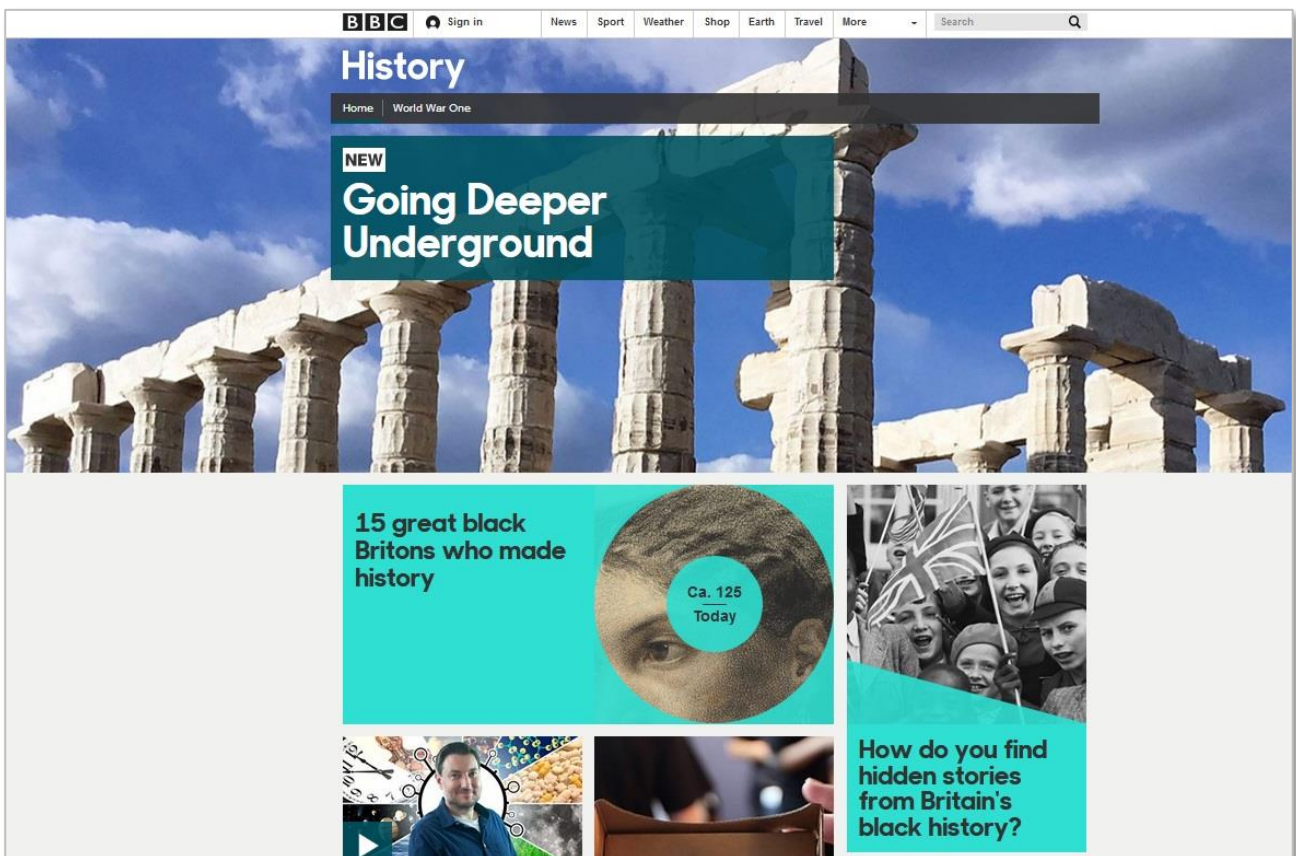 BBC Sign in News Sport Weather Shop Earth Travel More Search
History
Home World War One
NEW
Going Deeper
Underground
15 great black
Britons who made
history
Ca. 125
Today
How do you find
hidden stories
from Britain's
black history?